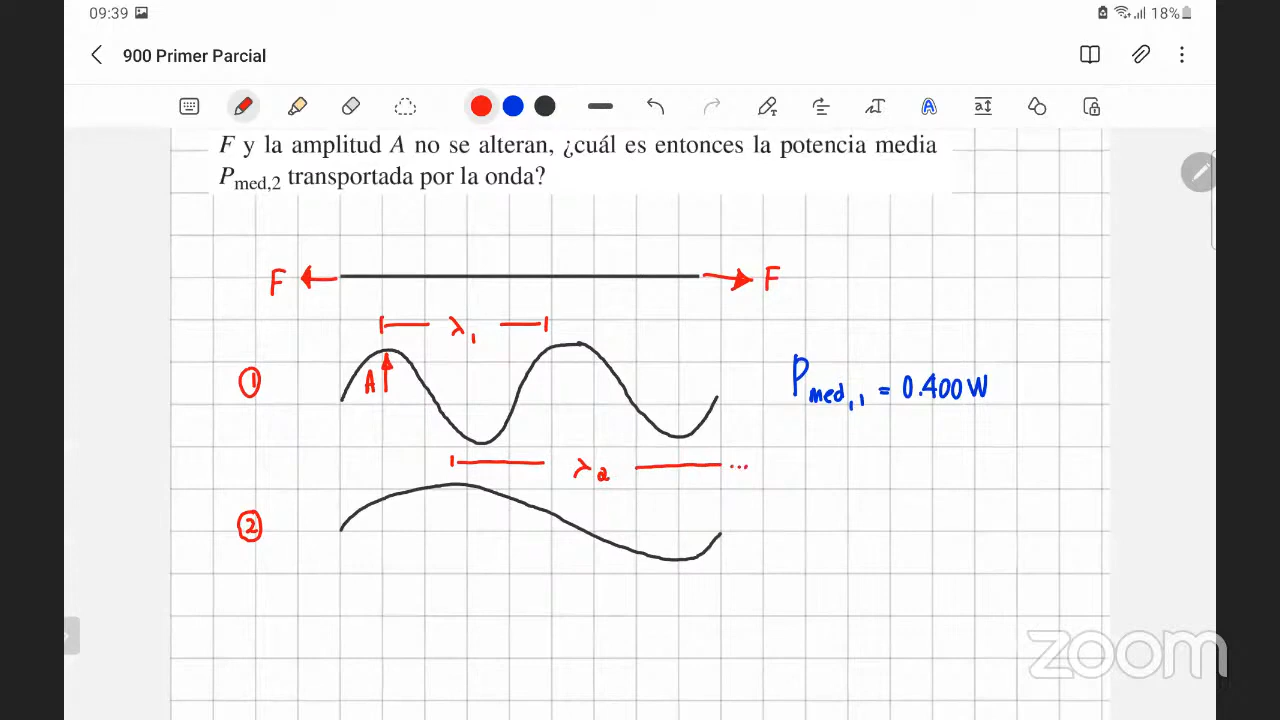 09:39
18%
900 Primer Parcial
F y la amplitud A no se alteran, ¿cuál es entonces la potencia media
Pmed,2 transportada por la onda?
F
F
λ1
1
A
Pmed,1 = 0.400 W
λ2
...
2
zoom